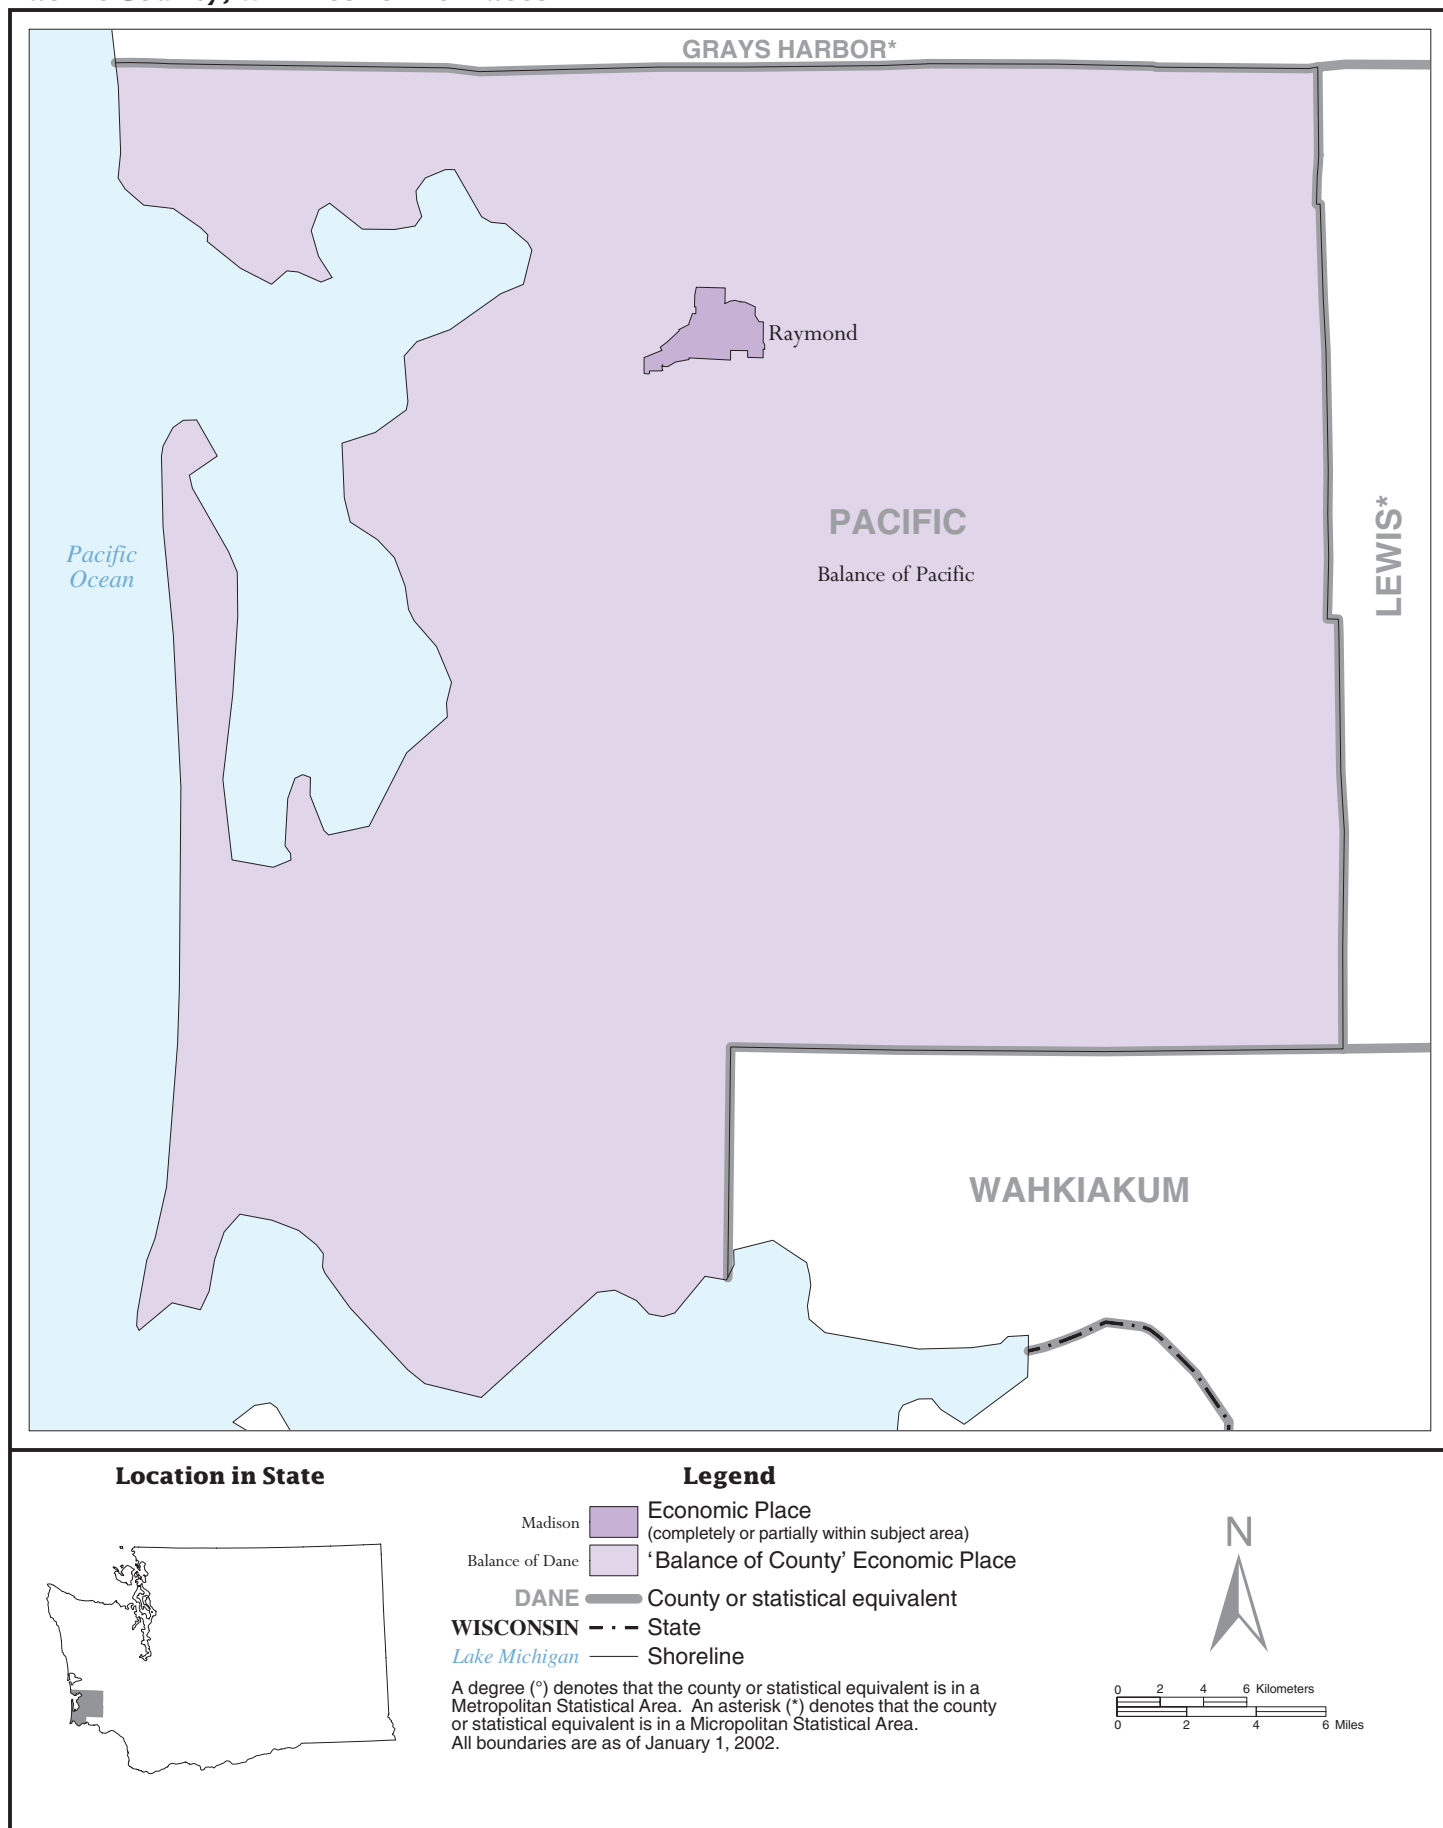 GRAYS HARBOR*
Raymond
PACIFIC
Balance of Pacific
Pacific
Ocean
LEWIS*
WAHKIAKUM
Location in State
Legend
Madison
Economic Place
(completely or partially within subject area)
Balance of Dane
‘Balance of County’ Economic Place
DANE
County or statistical equivalent
WISCONSIN
State
Lake Michigan
Shoreline
A degree (°) denotes that the county or statistical equivalent is in a
Metropolitan Statistical Area. An asterisk (*) denotes that the county
or statistical equivalent is in a Micropolitan Statistical Area.
All boundaries are as of January 1, 2002.
N
0 2 4 6 Kilometers
0 2 4 6 Miles